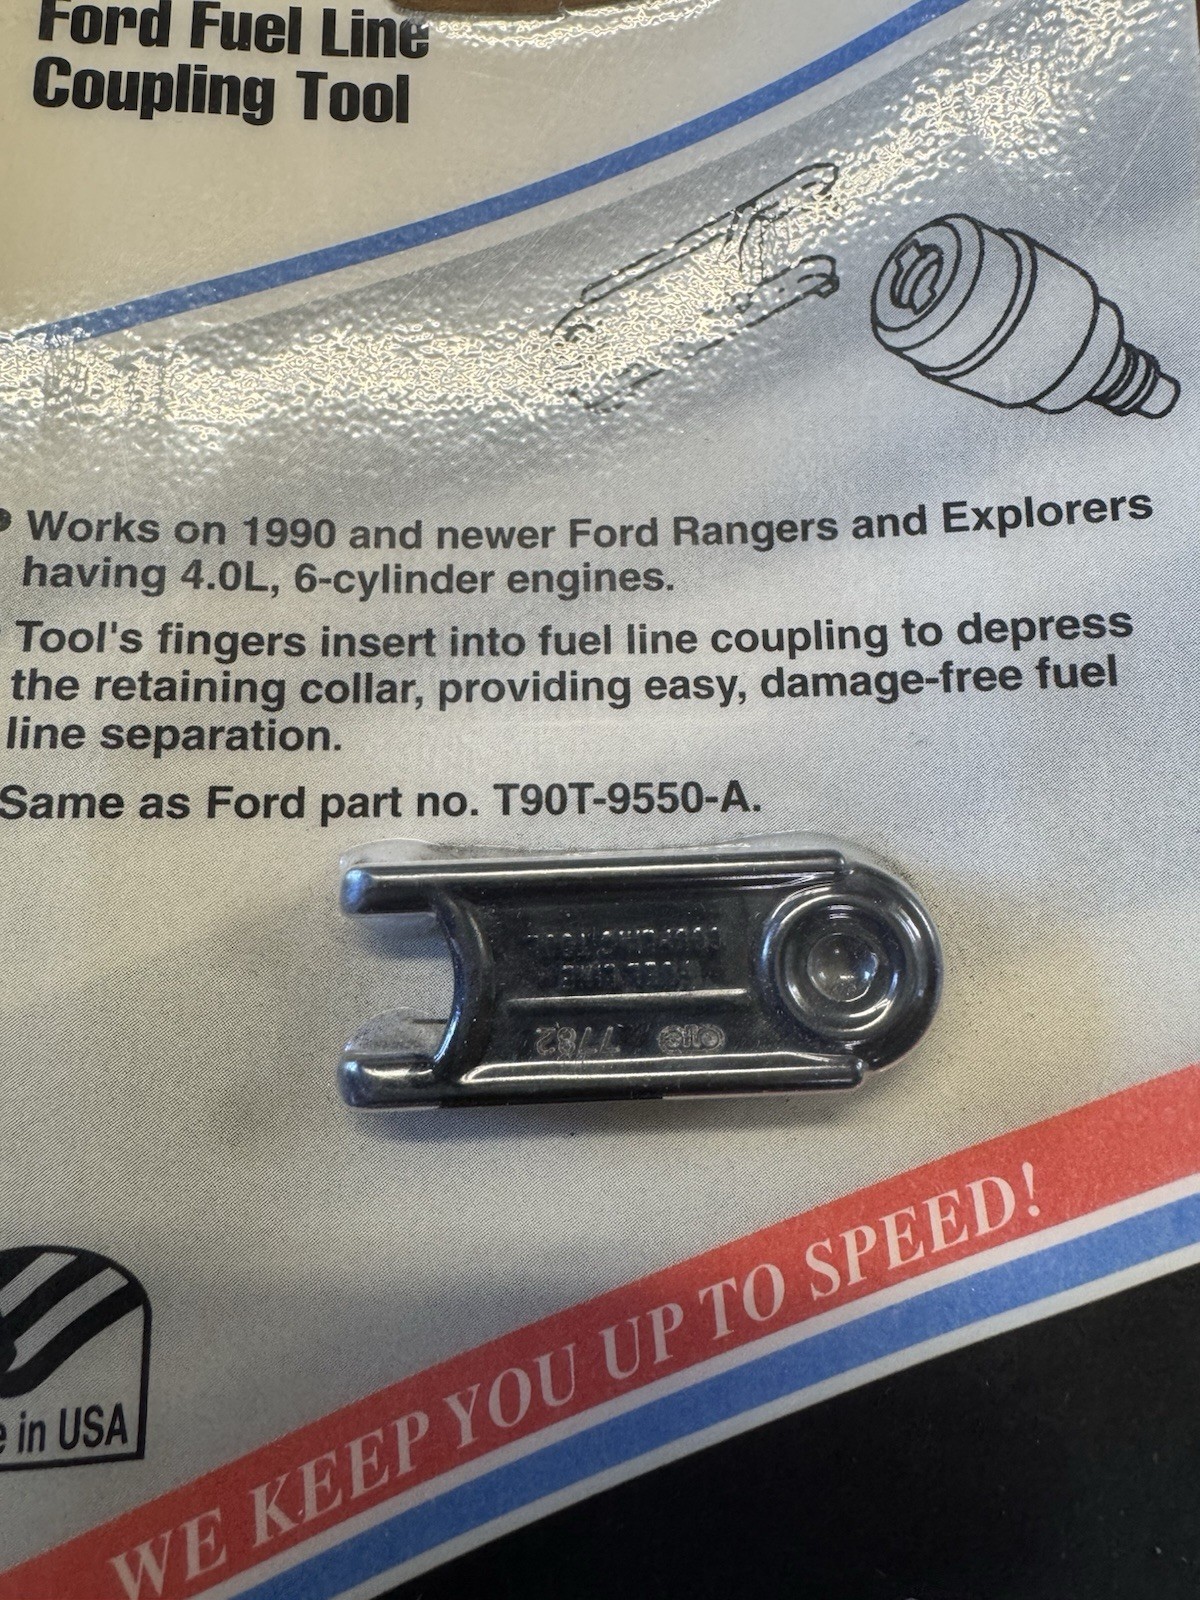 Ford Fuel Line
Coupling Tool
• Works on 1990 and newer Ford Rangers and Explorers
having 4.0L, 6-cylinder engines.
Tool's fingers insert into fuel line coupling to depress
the retaining collar, providing easy, damage-free fuel
line separation.
Same as Ford part no. T90T-9550-A.
7782
e in USA
WE KEEP YOU UP TO SPEED!